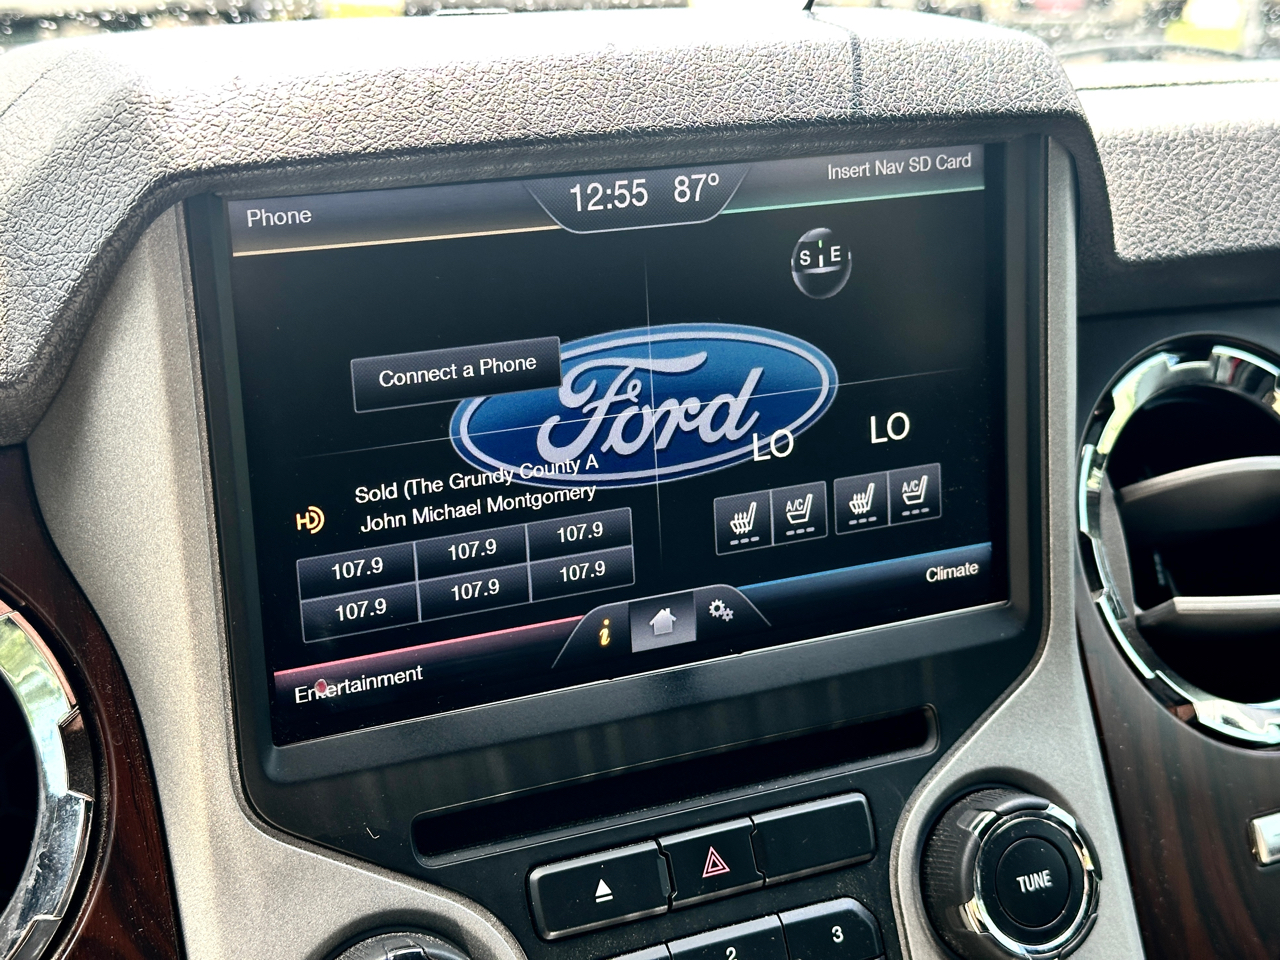 Phone
12:55 87°
Insert Nav SD Card
S E
Connect a Phone
Ford
LO LO
Sold (The Grundy County A
John Michael Montgomery
HD
A/C A/C
107.9 107.9 107.9
107.9 107.9 107.9
Climate
i
Entertainment
TUNE
2 3